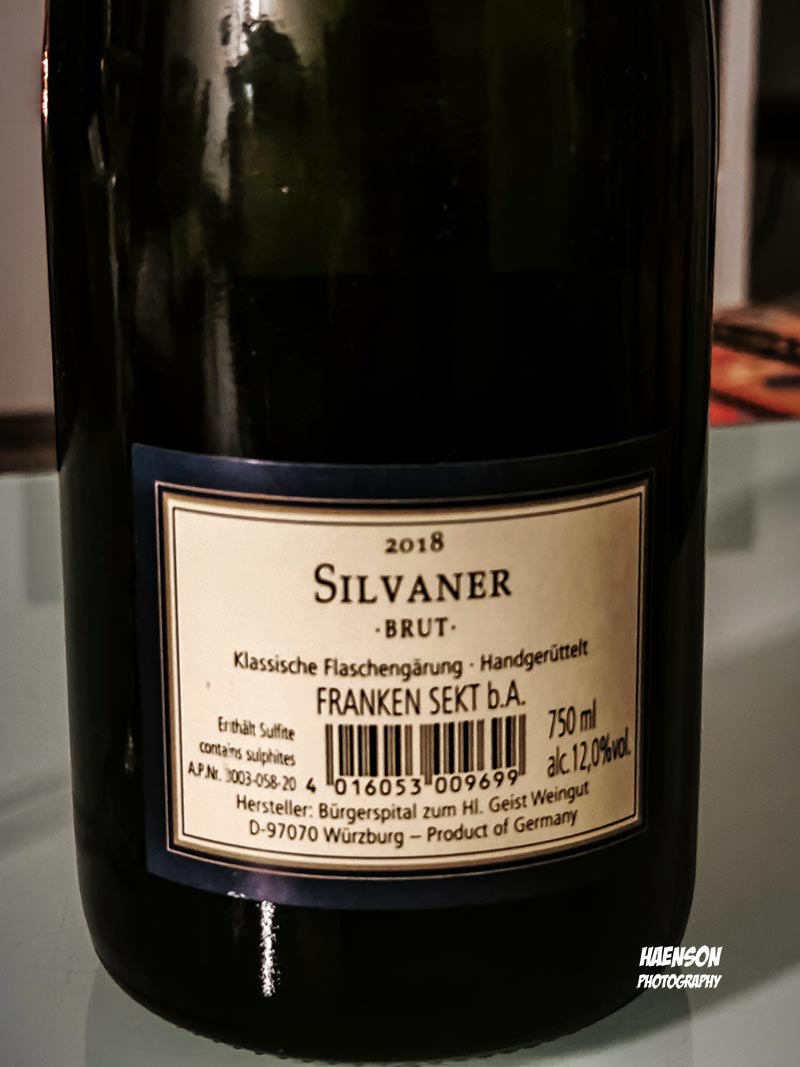 2018
SILVANER
·BRUT·
Klassische Flaschengärung · Handgerüttelt
FRANKEN SEKT b.A.
Enthält Sulfite
contains sulphites
A.P.Nr. 3003-058-20
4 016053 009699
750 ml
alc.12,0%vol.
Hersteller: Bürgerspital zum Hl. Geist Weingut
D-97070 Würzburg – Product of Germany
HAENSON
PHOTOGRAPHY